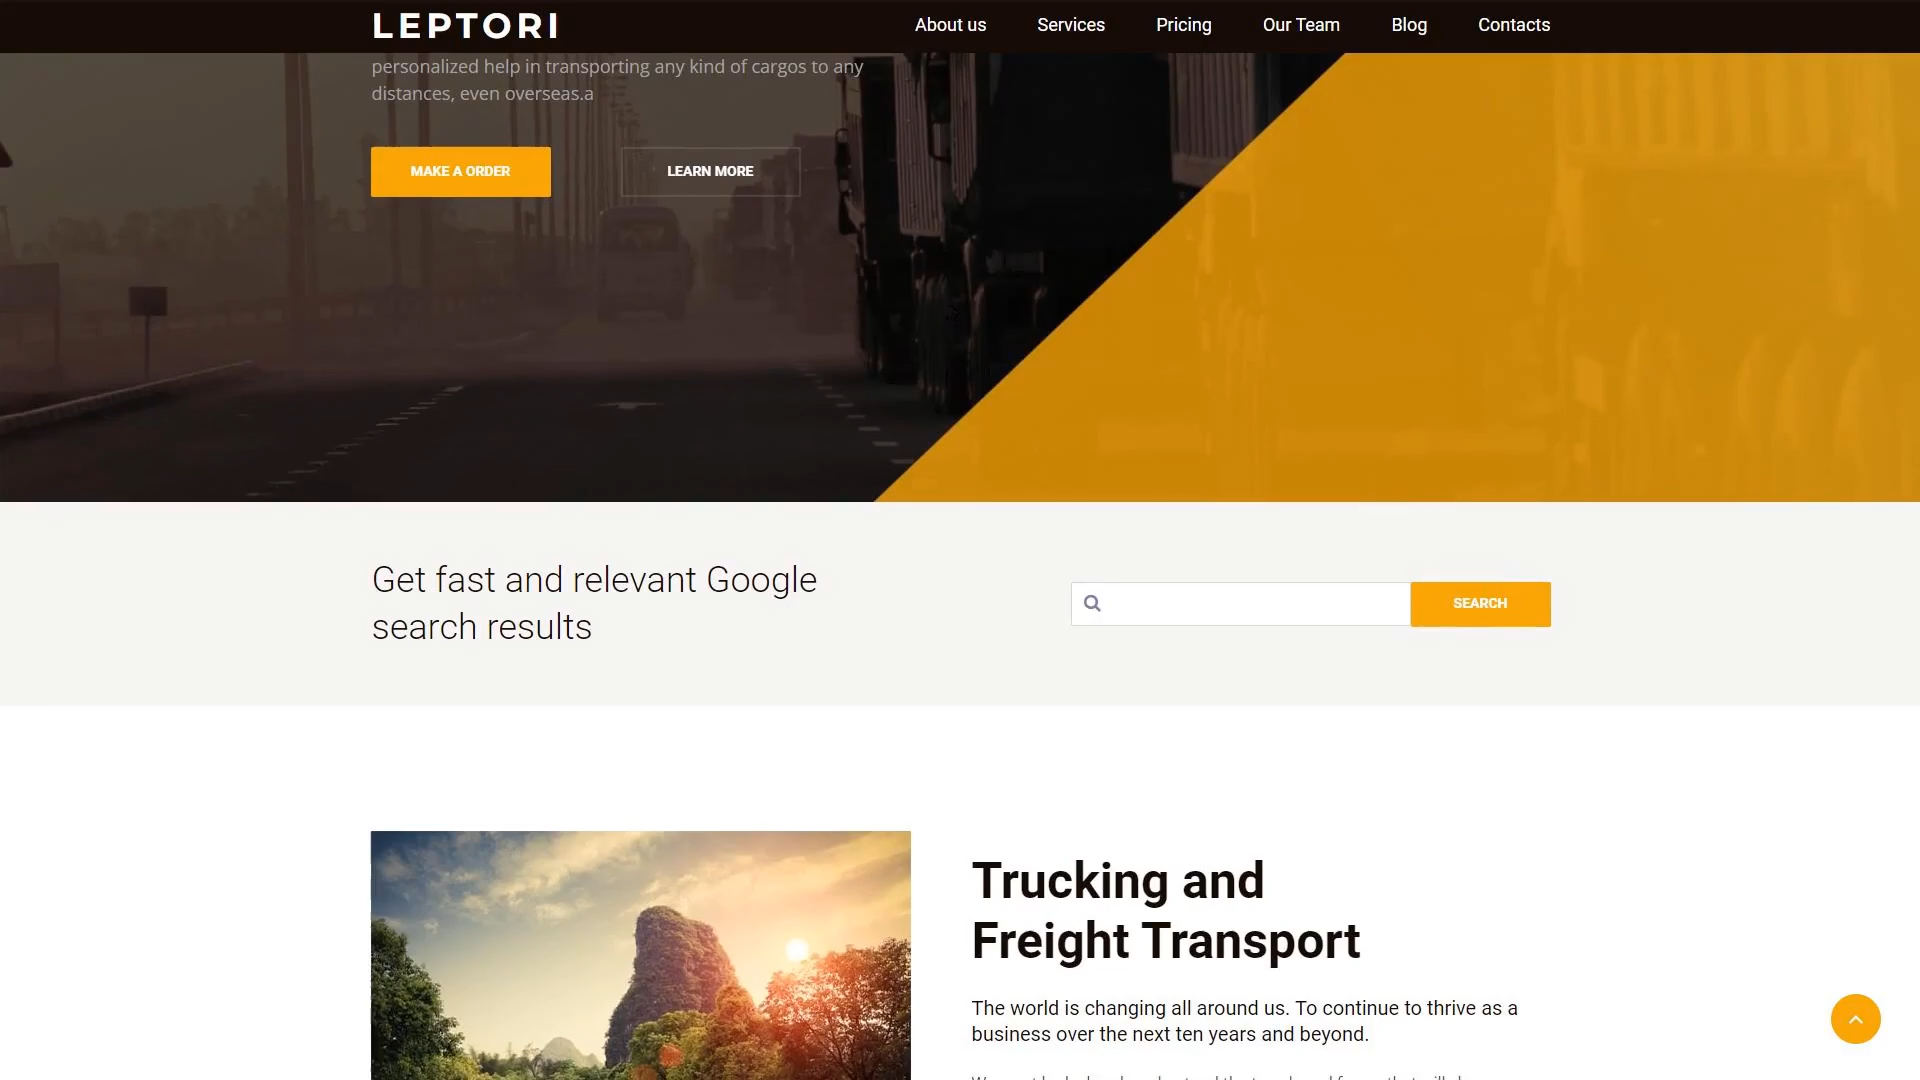 LEPTORI
About us
Services
Pricing
Our Team
Blog
Contacts
personalized help in transporting any kind of cargos to any
distances, even overseas.a
MAKE A ORDER
LEARN MORE
Get fast and relevant Google
search results
SEARCH
Trucking and
Freight Transport
The world is changing all around us. To continue to thrive as a
business over the next ten years and beyond.